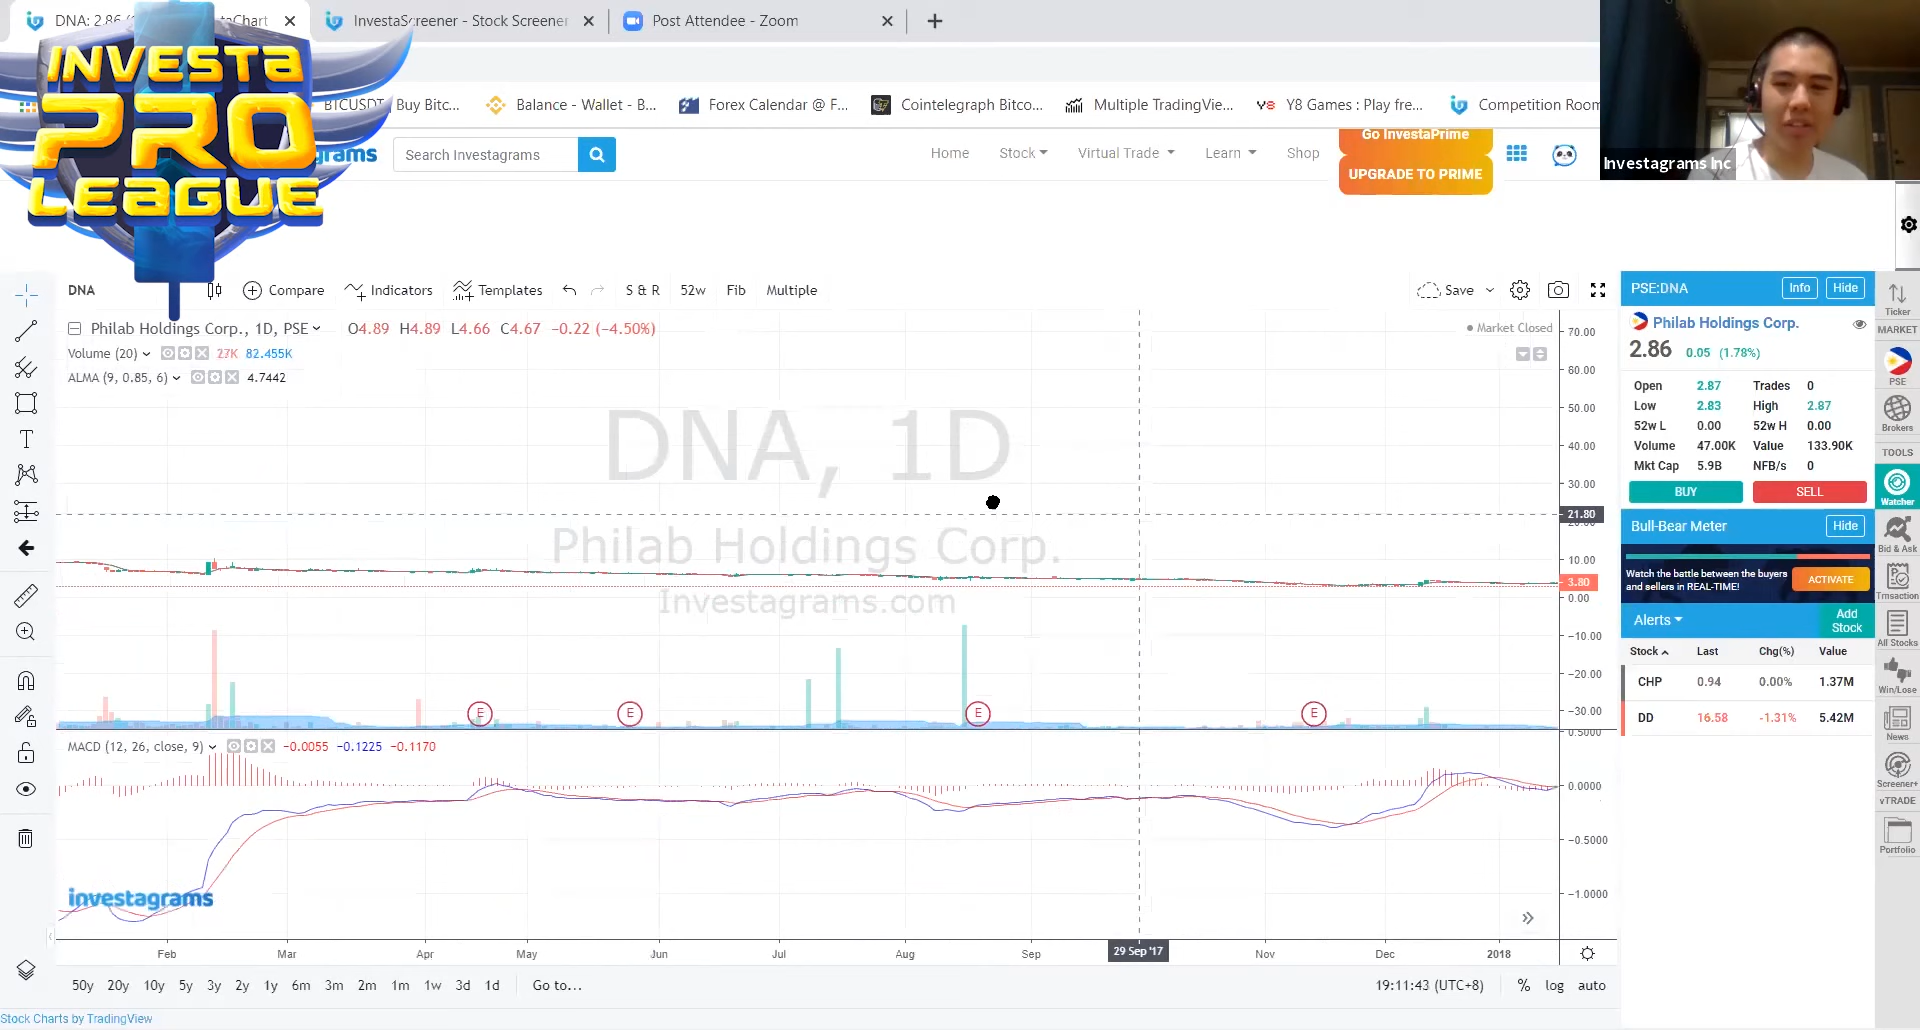 DNA: 2.86
taChart
InvestaScreener - Stock Screener
Post Attendee - Zoom
INVESTA
PRO
LEAGUE
BTCUSDT
Buy Bitc...
Balance - Wallet - B...
Forex Calendar @ F...
Cointelegraph Bitco...
Multiple TradingVie...
Y8 Games : Play fre...
Competition Room
grams
Search Investagrams
Home
Stock
Virtual Trade
Learn
Shop
Go InvestaPrime
UPGRADE TO PRIME
Investagrams Inc
DNA
Compare
Indicators
Templates
S & R
52w
Fib
Multiple
Save
Philab Holdings Corp., 1D, PSE
O4.89 H4.89 L4.66 C4.67 −0.22 (−4.50%)
Market Closed
Volume (20)
23K 82.455K
ALMA (9, 0.85, 6)
4.7442
DNA, 1D
Philab Holdings Corp.
Investagrams.com
70.00
60.00
50.00
40.00
30.00
21.80
20.00
10.00
3.80
0.00
−10.00
−20.00
−30.00
E
E
E
E
MACD (12, 26, close, 9)
−0.0055 −0.1225 −0.1170
0.5000
0.0000
−0.5000
−1.0000
investagrams
Feb
Mar
Apr
May
Jun
Jul
Aug
Sep
29 Sep '17
Nov
Dec
2018
50y 20y 10y 5y 3y 2y 1y 6m 3m 2m 1m 1w 3d 1d
Go to...
19:11:43 (UTC+8)
% log auto
Stock Charts by TradingView
PSE:DNA
Info
Hide
Philab Holdings Corp.
2.86 0.05 (1.78%)
Open 2.87 Trades 0
Low 2.83 High 2.87
52w L 0.00 52w H 0.00
Volume 47.00K Value 133.90K
Mkt Cap 5.9B NFB/s 0
BUY
SELL
Bull-Bear Meter
Hide
Watch the battle between the buyers
and sellers in REAL-TIME!
ACTIVATE
Alerts
Add
Stock
Stock Last Chg(%) Value
CHP 0.94 0.00% 1.37M
DD 16.58 -1.31% 5.42M
Ticker
MARKET
PSE
Brokers
TOOLS
Watcher
Bid & Ask
Trnsaction
All Stocks
Win/Lose
News
Screener+
vTRADE
Portfolio